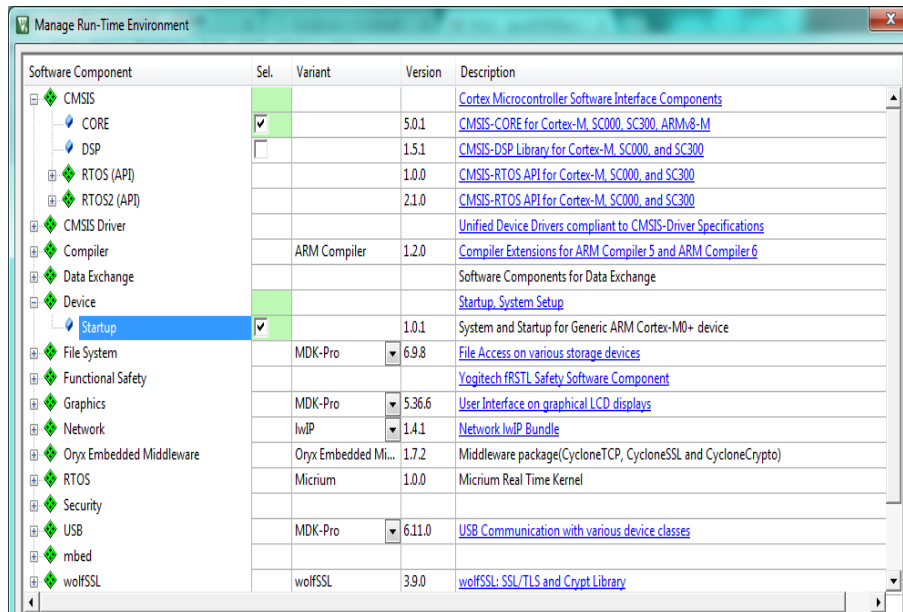 Manage Run-Time Environment
Software Component Sel. Variant Version Description
CMSIS Cortex Microcontroller Software Interface Components
CORE 5.0.1 CMSIS-CORE for Cortex-M, SC000, SC300, ARMv8-M
DSP 1.5.1 CMSIS-DSP Library for Cortex-M, SC000, and SC300
RTOS (API) 1.0.0 CMSIS-RTOS API for Cortex-M, SC000, and SC300
RTOS2 (API) 2.1.0 CMSIS-RTOS API for Cortex-M, SC000, and SC300
CMSIS Driver Unified Device Drivers compliant to CMSIS-Driver Specifications
Compiler ARM Compiler 1.2.0 Compiler Extensions for ARM Compiler 5 and ARM Compiler 6
Data Exchange Software Components for Data Exchange
Device Startup, System Setup
Startup 1.0.1 System and Startup for Generic ARM Cortex-M0+ device
File System MDK-Pro 6.9.8 File Access on various storage devices
Functional Safety Yogitech fRSTL Safety Software Component
Graphics MDK-Pro 5.36.6 User Interface on graphical LCD displays
Network lwIP 1.4.1 Network lwIP Bundle
Oryx Embedded Middleware Oryx Embedded Mi... 1.7.2 Middleware package(CycloneTCP, CycloneSSL and CycloneCrypto)
RTOS Micrium 1.0.0 Micrium Real Time Kernel
Security
USB MDK-Pro 6.11.0 USB Communication with various device classes
mbed
wolfSSL wolfSSL 3.9.0 wolfSSL: SSL/TLS and Crypt Library